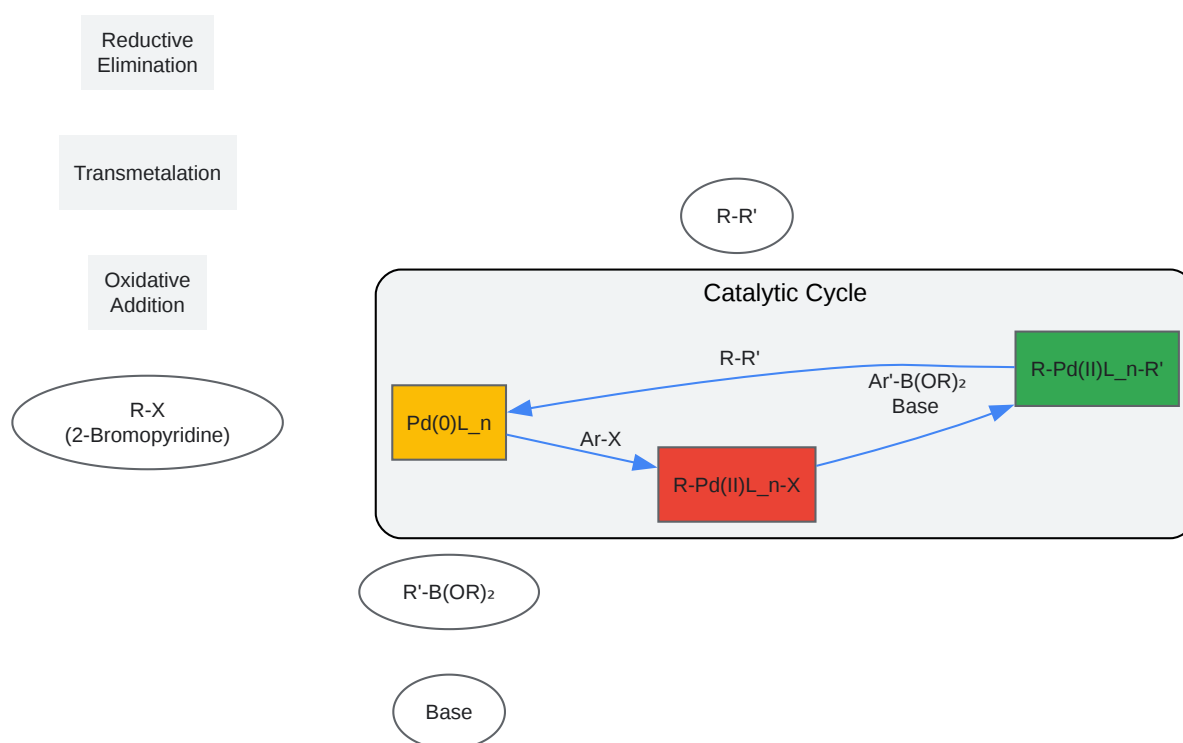 Reductive
Elimination
Transmetalation
R-R'
Oxidative
Addition
Catalytic Cycle
R-R'
R-Pd(II)L_n-R'
Ar'-B(OR)₂
Base
R-X
(2-Bromopyridine)
Pd(0)L_n
Ar-X
R-Pd(II)L_n-X
R'-B(OR)₂
Base